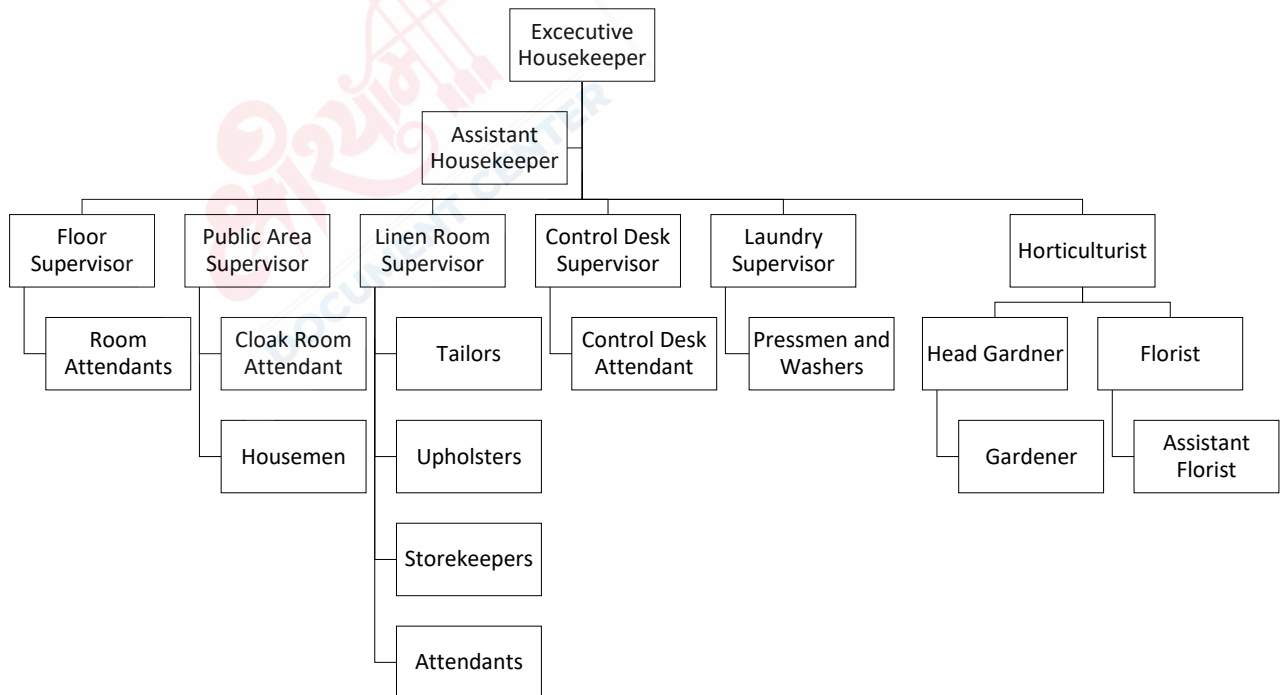 Excecutive
Housekeeper
Assistant
Housekeeper
Floor
Supervisor
Public Area
Supervisor
Linen Room
Supervisor
Control Desk
Supervisor
Laundry
Supervisor
Horticulturist
Room
Attendants
Cloak Room
Attendant
Tailors
Control Desk
Attendant
Pressmen and
Washers
Head Gardner
Florist
Housemen
Upholsters
Gardener
Assistant
Florist
Storekeepers
Attendants
DOCUMENT CENTER